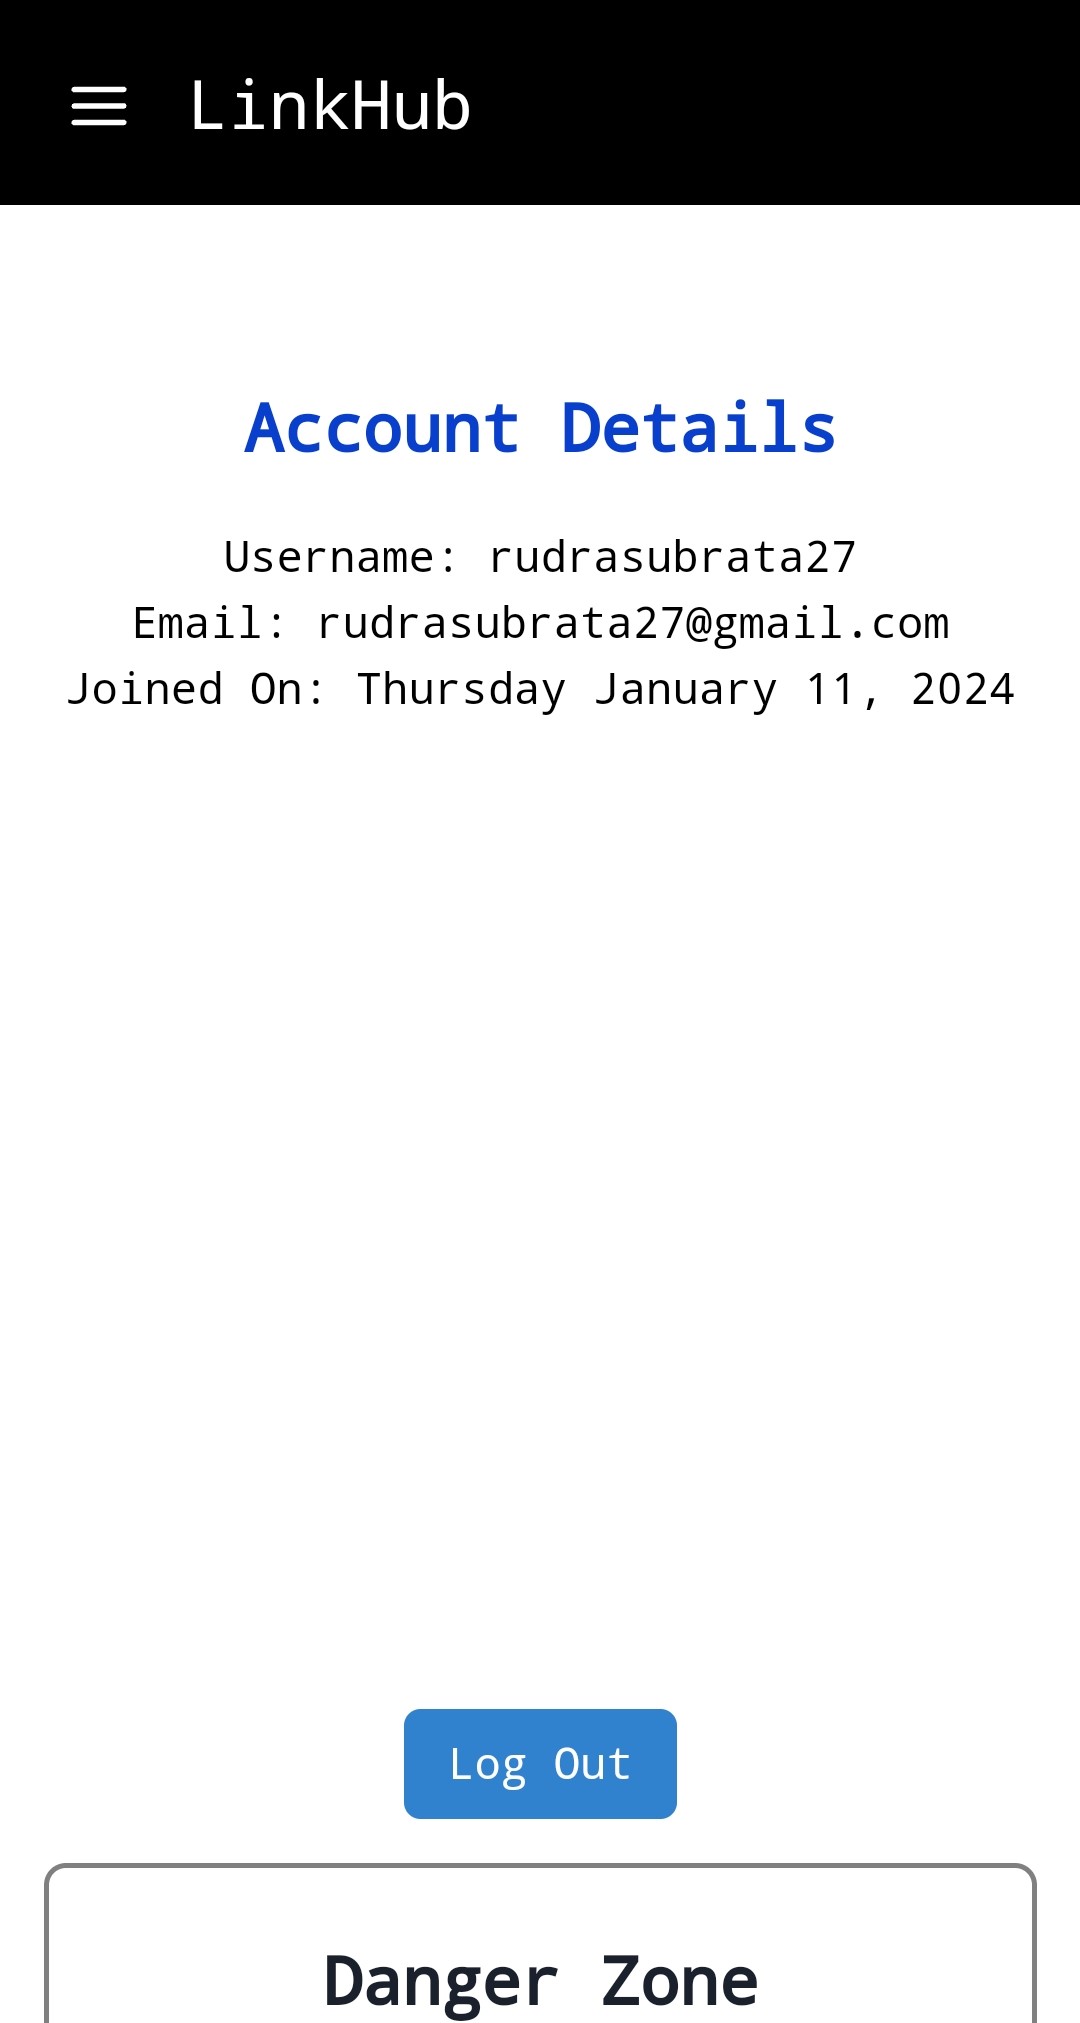 LinkHub
Account Details
Username: rudrasubrata27
Email: rudrasubrata27@gmail.com
Joined On: Thursday January 11, 2024
Log Out
Danger Zone